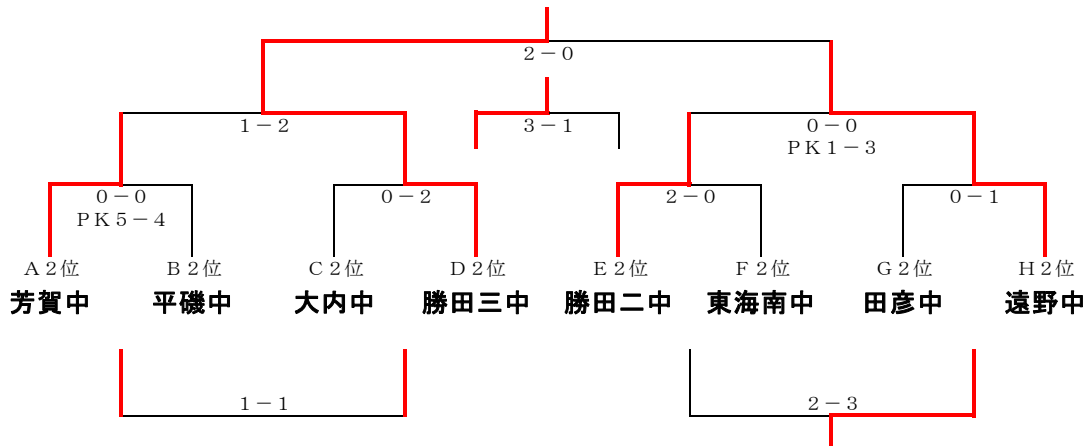 ２－０
１－２
３－１
０－０
ＰＫ１－３
０－０
ＰＫ５－４
０－２
２－０
０－１
Ａ２位 Ｂ２位 Ｃ２位 Ｄ２位 Ｅ２位 Ｆ２位 Ｇ２位 Ｈ２位
芳賀中 平磯中 大内中 勝田三中 勝田二中 東海南中 田彦中 遠野中
１－１
２－３